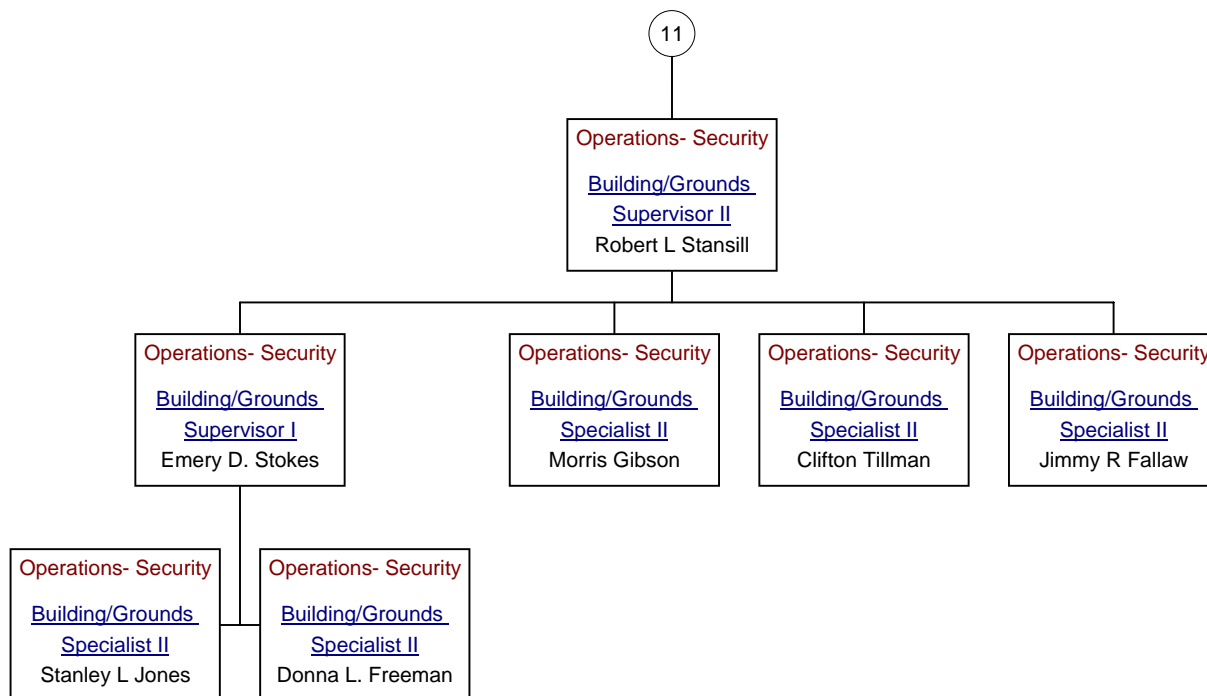 11
Operations- Security
Building/Grounds
Supervisor II
Robert L Stansill
Operations- Security
Building/Grounds
Supervisor I
Emery D. Stokes
Operations- Security
Building/Grounds
Specialist II
Morris Gibson
Operations- Security
Building/Grounds
Specialist II
Clifton Tillman
Operations- Security
Building/Grounds
Specialist II
Jimmy R Fallaw
Operations- Security
Building/Grounds
Specialist II
Stanley L Jones
Operations- Security
Building/Grounds
Specialist II
Donna L. Freeman